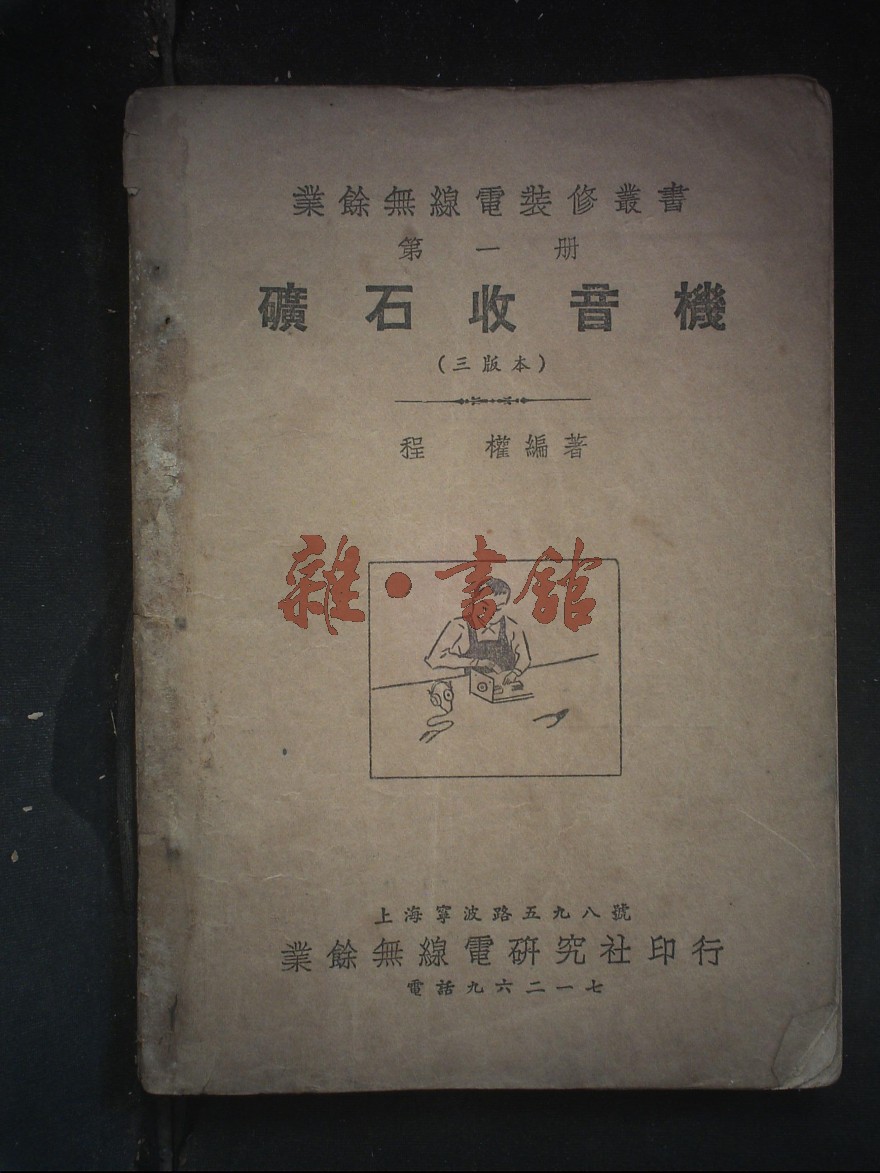 業餘無線電裝修叢書
第一册
礦石收音機
(三版本)
程 權編著
雜·書館
上海寧波路五九八號
業餘無線電研究社印行
電話九六二一七